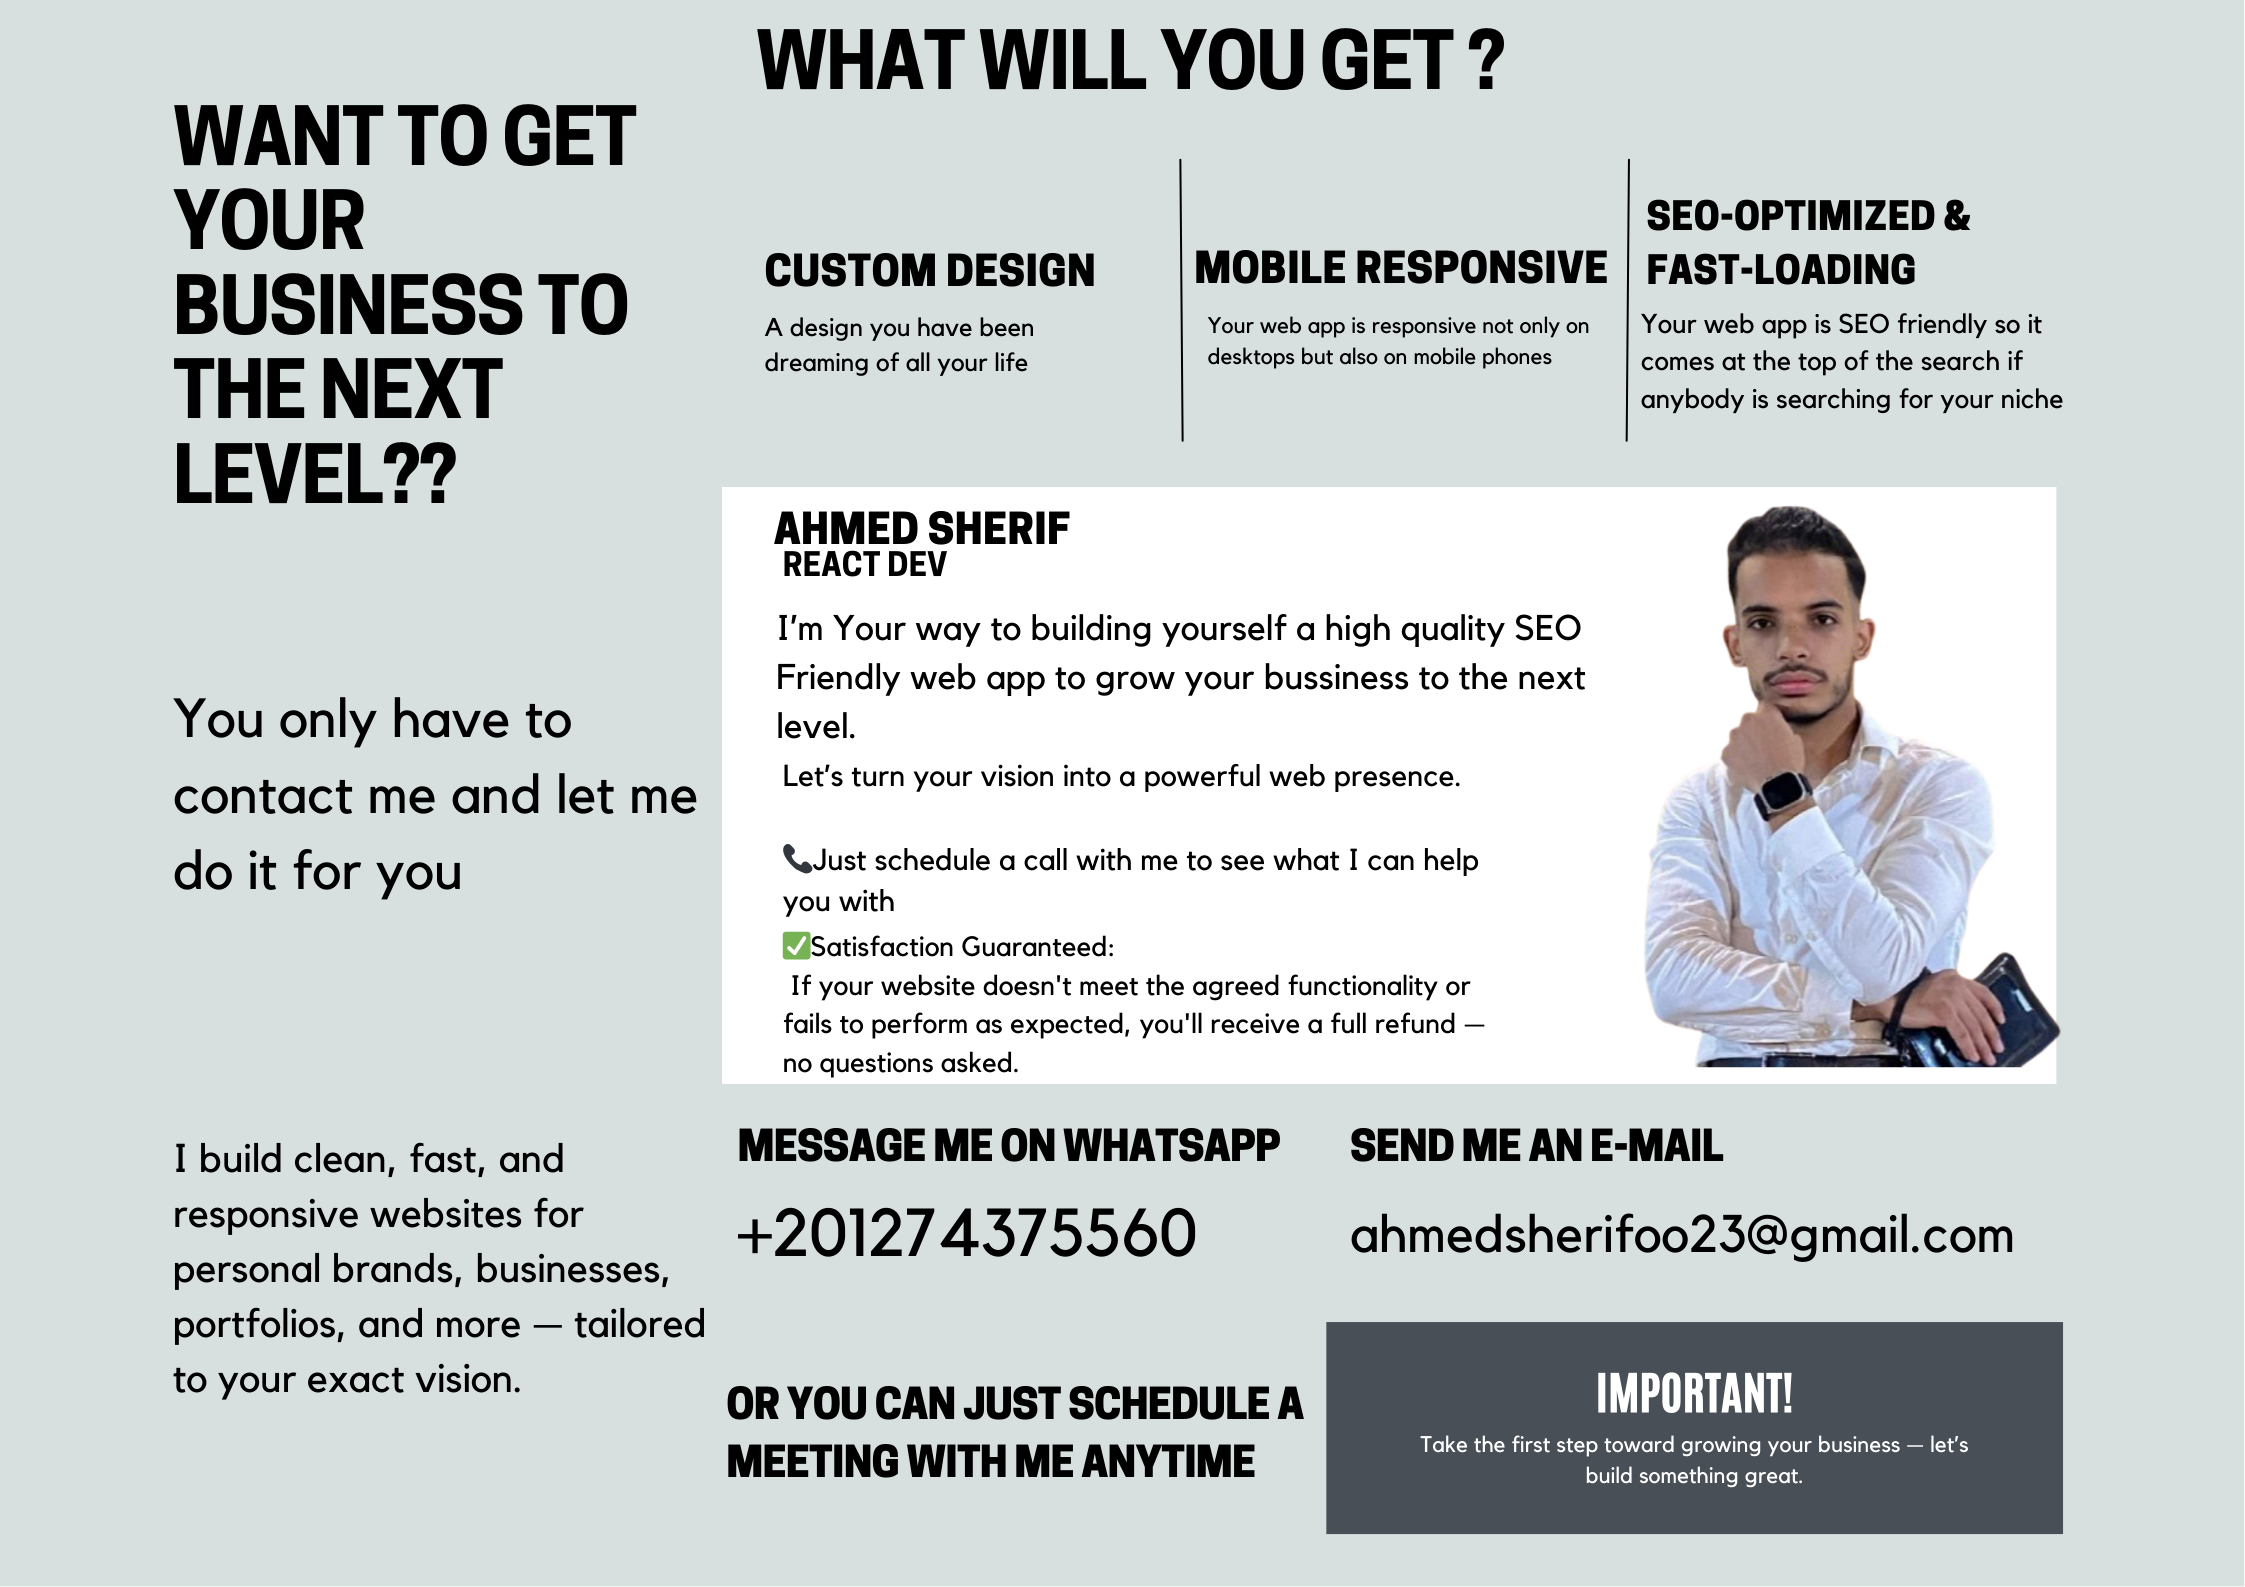 WHAT WILL YOU GET ?
WANT TO GET
YOUR
BUSINESS TO
THE NEXT
LEVEL??
You only have to
contact me and let me
do it for you
I build clean, fast, and
responsive websites for
personal brands, businesses,
portfolios, and more — tailored
to your exact vision.
CUSTOM DESIGN
A design you have been
dreaming of all your life
MOBILE RESPONSIVE
Your web app is responsive not only on
desktops but also on mobile phones
SEO-OPTIMIZED &
FAST-LOADING
Your web app is SEO friendly so it
comes at the top of the search if
anybody is searching for your niche
AHMED SHERIF
REACT DEV
I'm Your way to building yourself a high quality SEO
Friendly web app to grow your bussiness to the next
level.
Let's turn your vision into a powerful web presence.
📞Just schedule a call with me to see what I can help
you with
✅Satisfaction Guaranteed:
If your website doesn't meet the agreed functionality or
fails to perform as expected, you'll receive a full refund —
no questions asked.
MESSAGE ME ON WHATSAPP
+201274375560
SEND ME AN E-MAIL
ahmedsherifoo23@gmail.com
OR YOU CAN JUST SCHEDULE A
MEETING WITH ME ANYTIME
IMPORTANT!
Take the first step toward growing your business — let's
build something great.